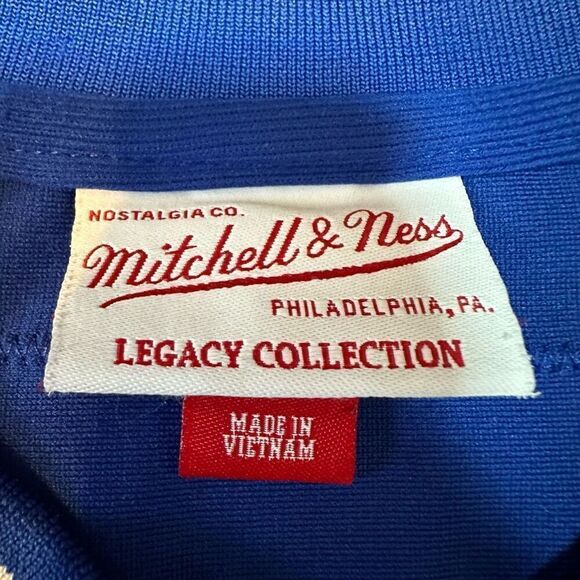 NOSTALGIA CO.
Mitchell & Ness
PHILADELPHIA, PA.
LEGACY COLLECTION
MADE IN
VIETNAM